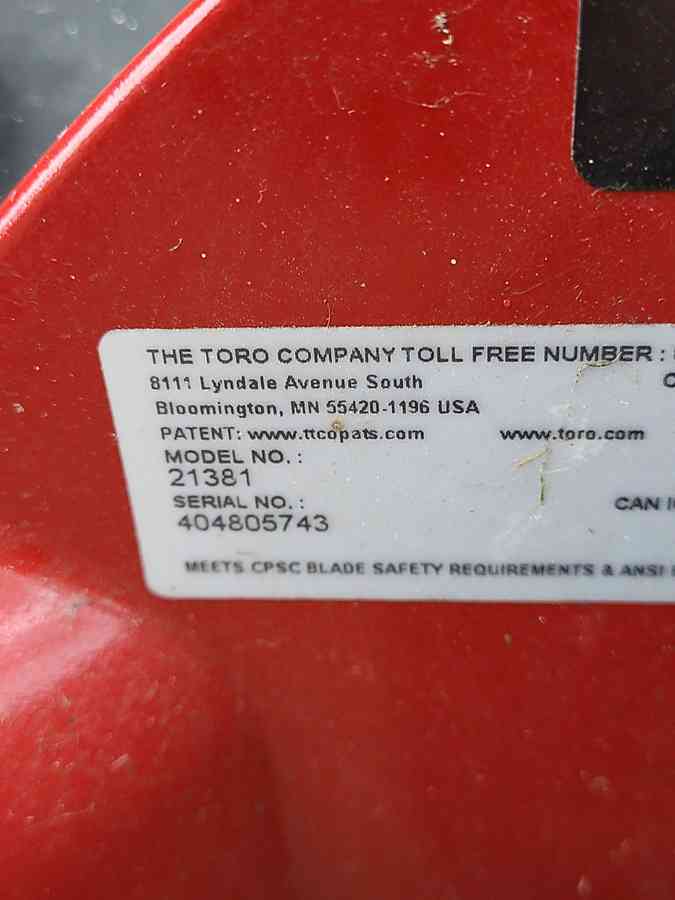 THE TORO COMPANY TOLL FREE NUMBER :
8111 Lyndale Avenue South
Bloomington, MN 55420-1196 USA
PATENT: www.ttcopats.com www.toro.com
MODEL NO. :
21381
SERIAL NO. :
404805743
CAN
MEETS CPSC BLADE SAFETY REQUIREMENTS & ANSI